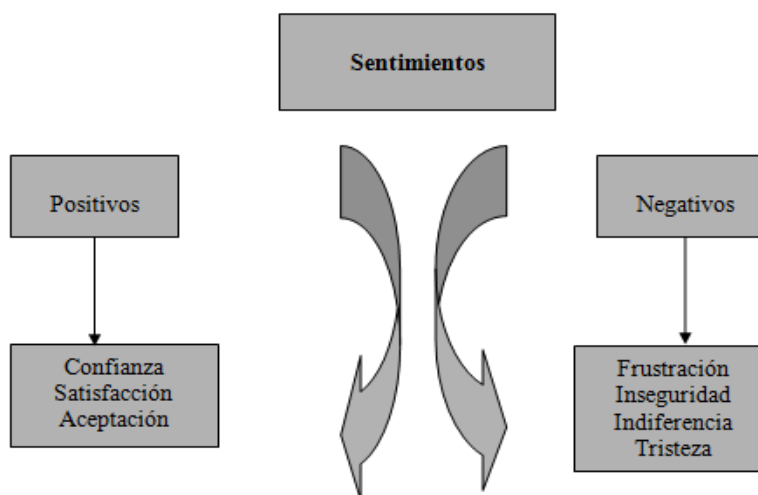 Sentimientos
Positivos
Negativos
Confianza
Satisfacción
Aceptación
Frustración
Inseguridad
Indiferencia
Tristeza